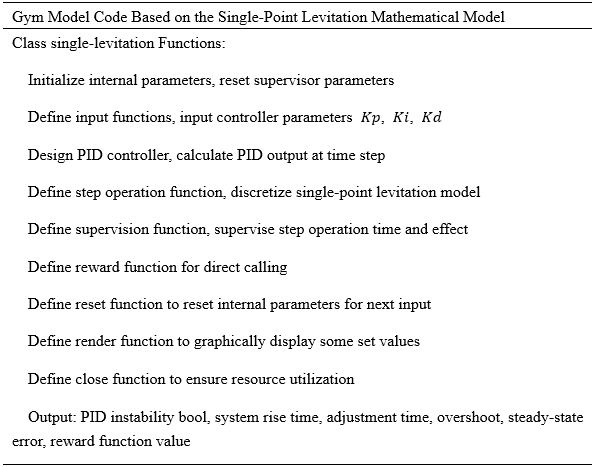 Gym Model Code Based on the Single-Point Levitation Mathematical Model
Class single-levitation Functions:
Initialize internal parameters, reset supervisor parameters
Define input functions, input controller parameters Kp, Ki, Kd
Design PID controller, calculate PID output at time step
Define step operation function, discretize single-point levitation model
Define supervision function, supervise step operation time and effect
Define reward function for direct calling
Define reset function to reset internal parameters for next input
Define render function to graphically display some set values
Define close function to ensure resource utilization
Output: PID instability bool, system rise time, adjustment time, overshoot, steady-state
error, reward function value